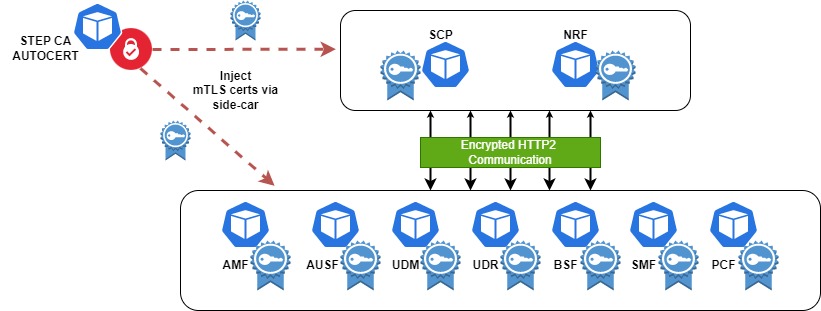 STEP CA
AUTOCERT
SCP
NRF
Inject
mTLS certs via
side-car
Encrypted HTTP2
Communication
AMF
AUSF
UDM
UDR
BSF
SMF
PCF